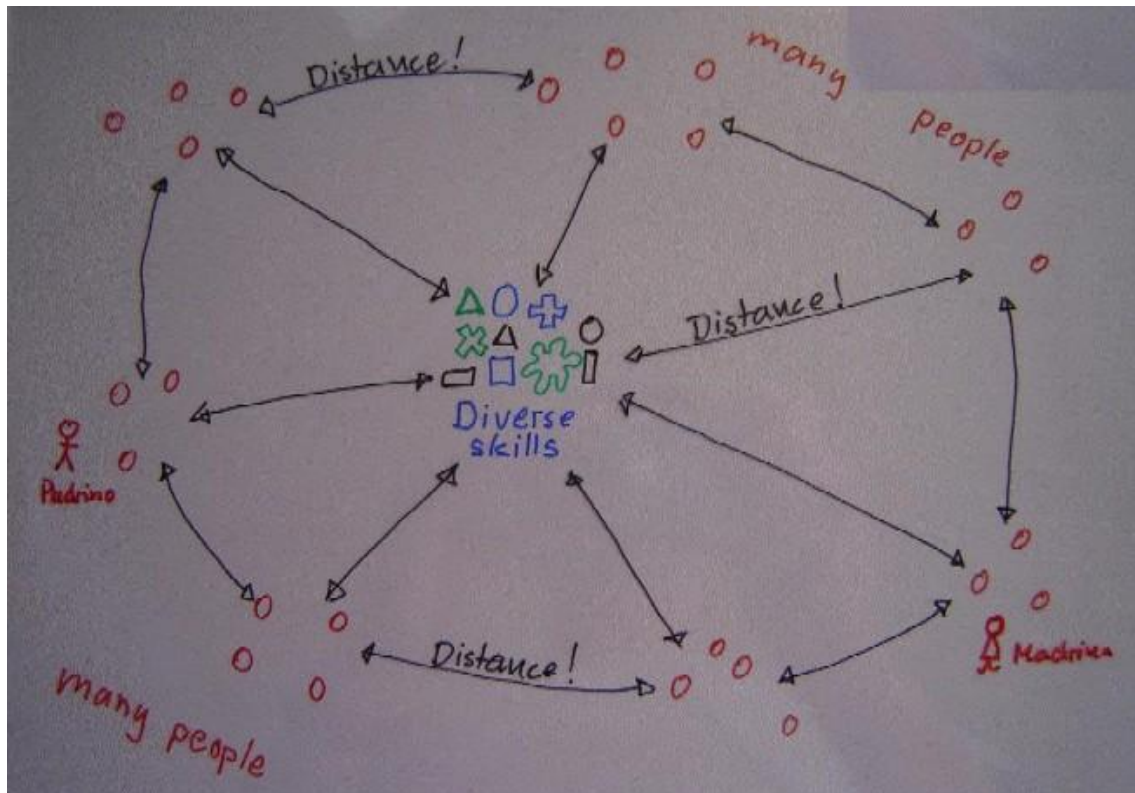 Distance!
many
people
Distance!
Diverse
skills
Padrino
Distance!
Madrina
many people